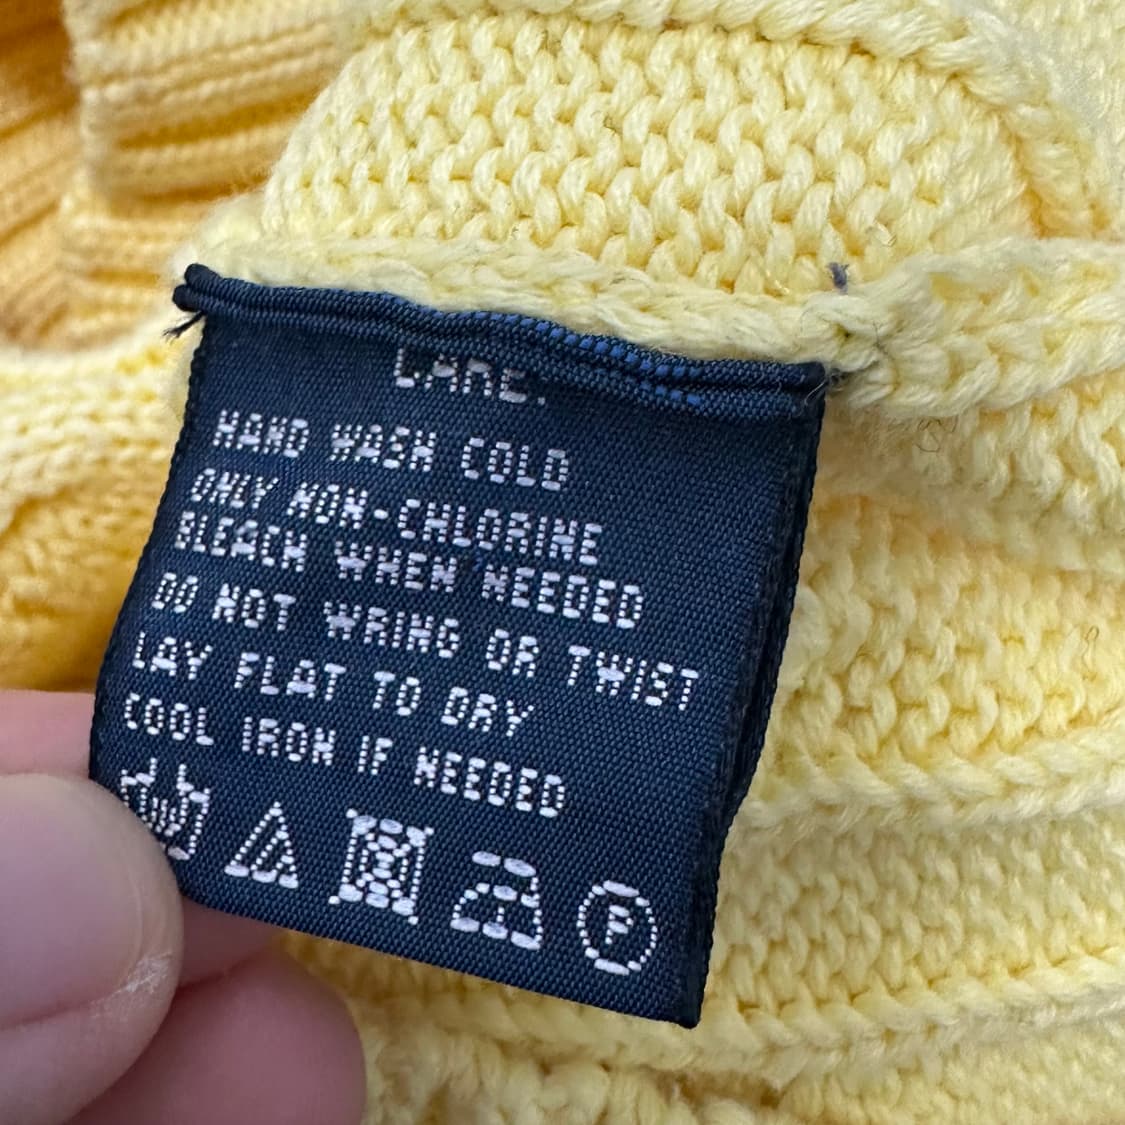 CARE:
HAND WASH COLD
ONLY NON-CHLORINE
BLEACH WHEN NEEDED
DO NOT WRING OR TWIST
LAY FLAT TO DRY
COOL IRON IF NEEDED
F